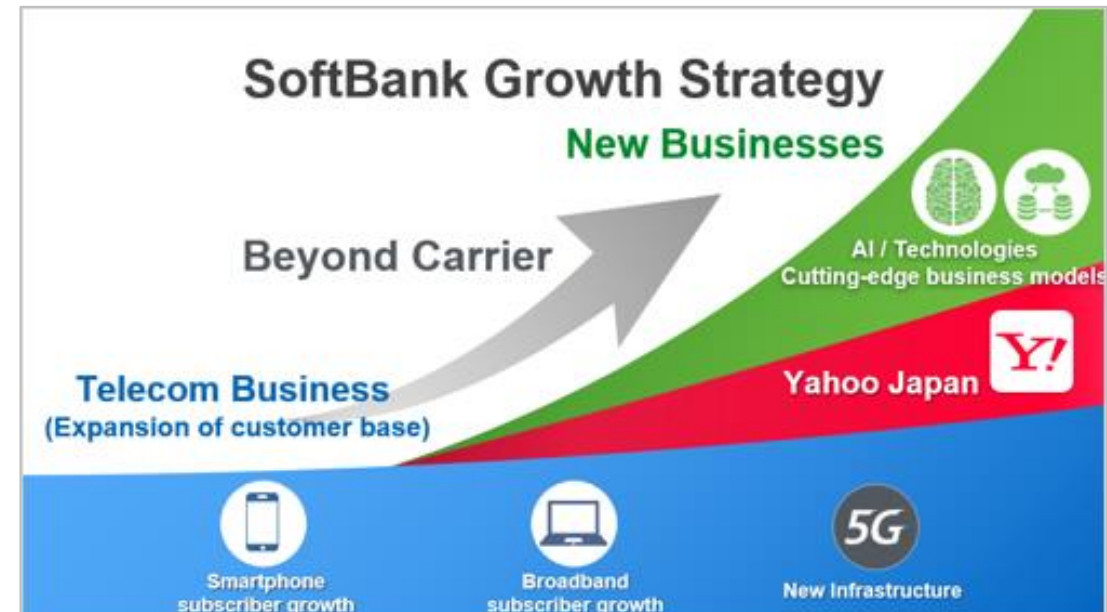 SoftBank Growth Strategy
New Businesses
Beyond Carrier
AI / Technologies
Cutting-edge business models
Y!
Yahoo Japan
Telecom Business
(Expansion of customer base)
5G
Smartphone
subscriber growth
Broadband
subscriber growth
New Infrastructure